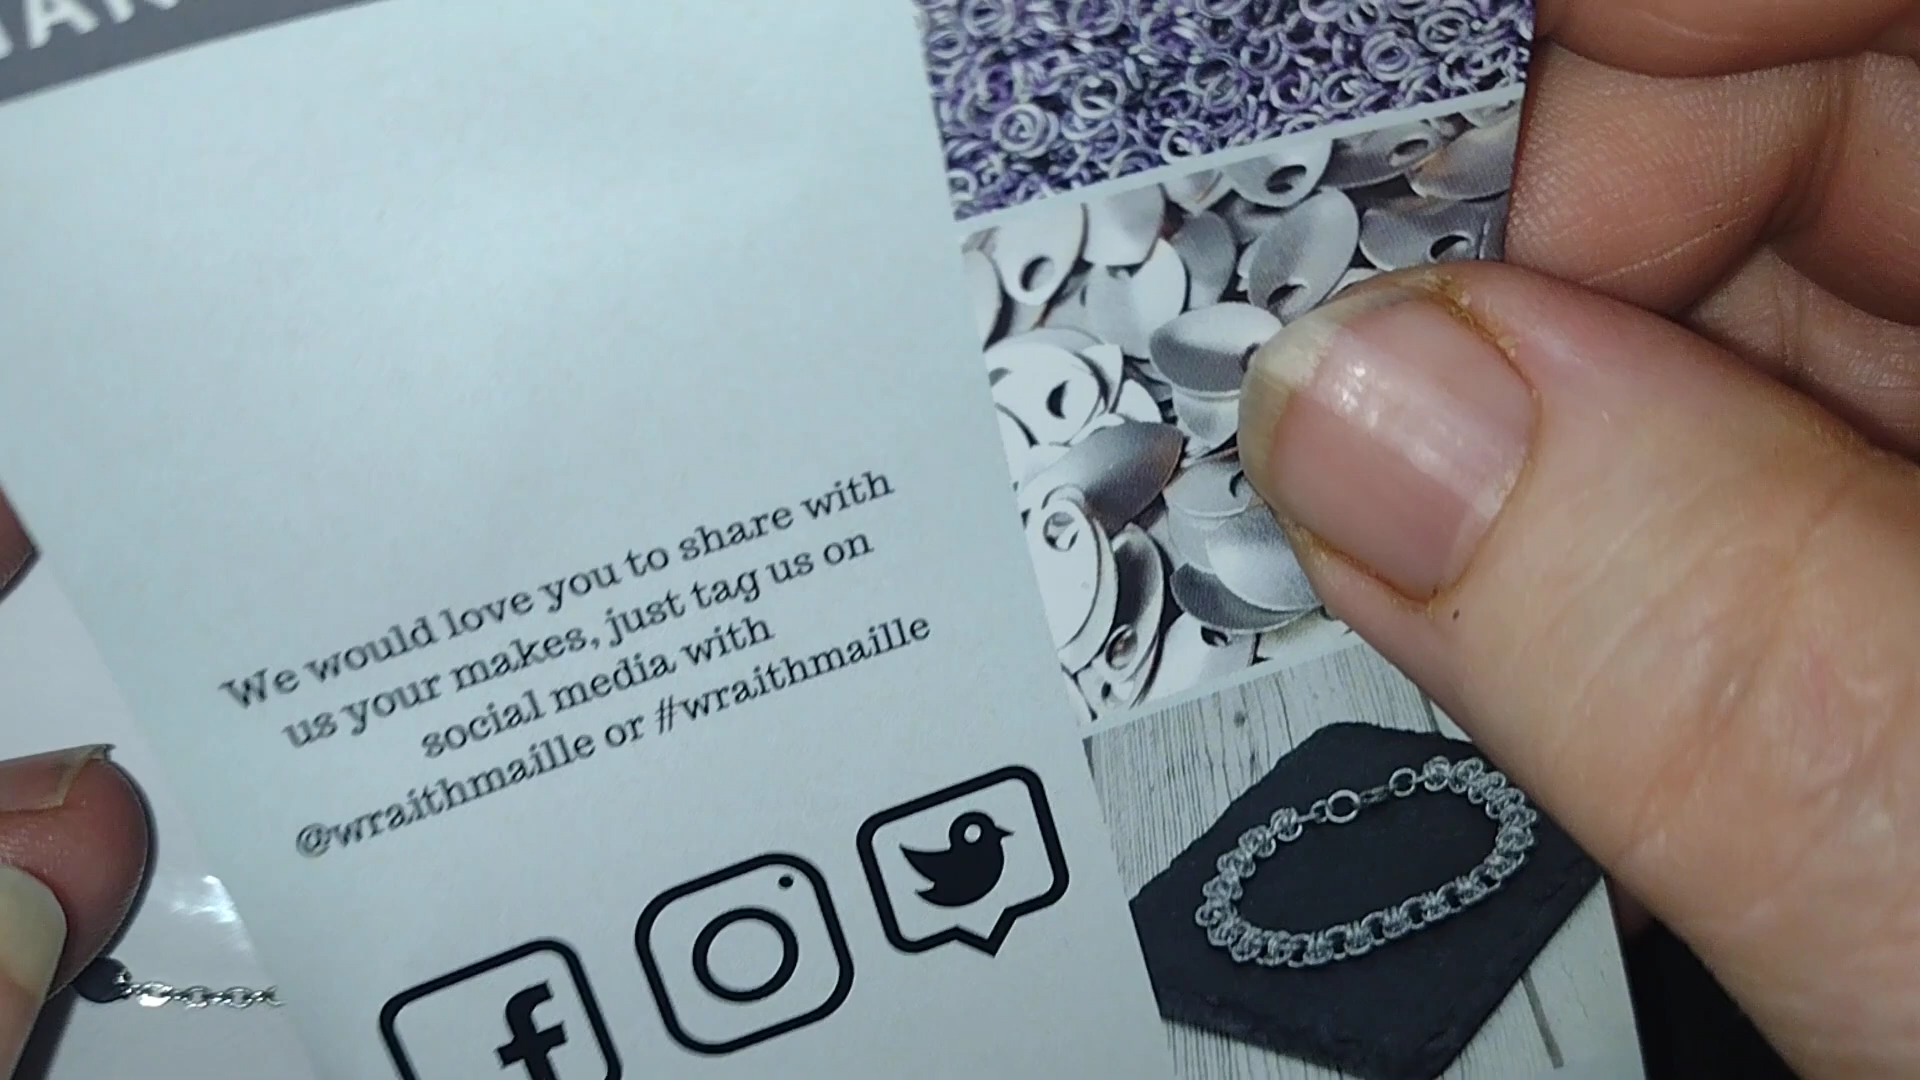 We would love you to share with
us your makes, just tag us on
social media with
@wraithmaille or #wraithmaille
f